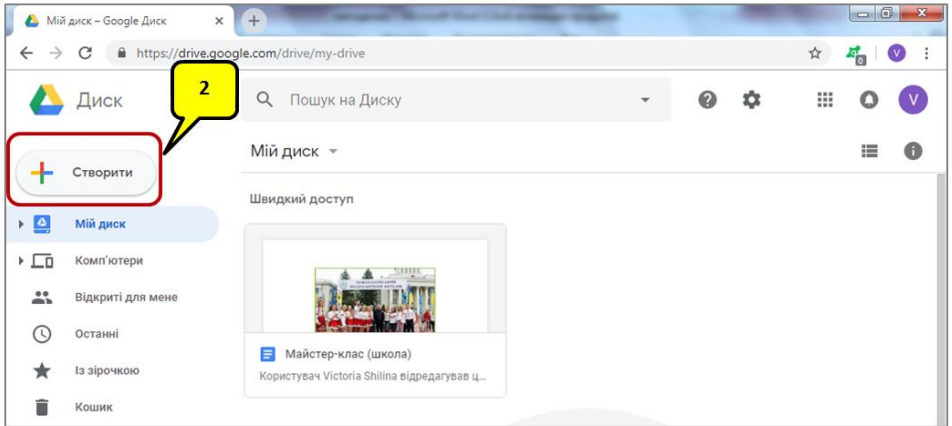 Мій диск – Google Диск
https://drive.google.com/drive/my-drive
0
V
Диск
2
Пошук на Диску
V
Створити
Мій диск
Мій диск
Швидкий доступ
Комп'ютери
Відкриті для мене
Останні
Із зірочкою
Кошик
Майстер-клас (школа)
Користувач Victoria Shilina відредагував ц...